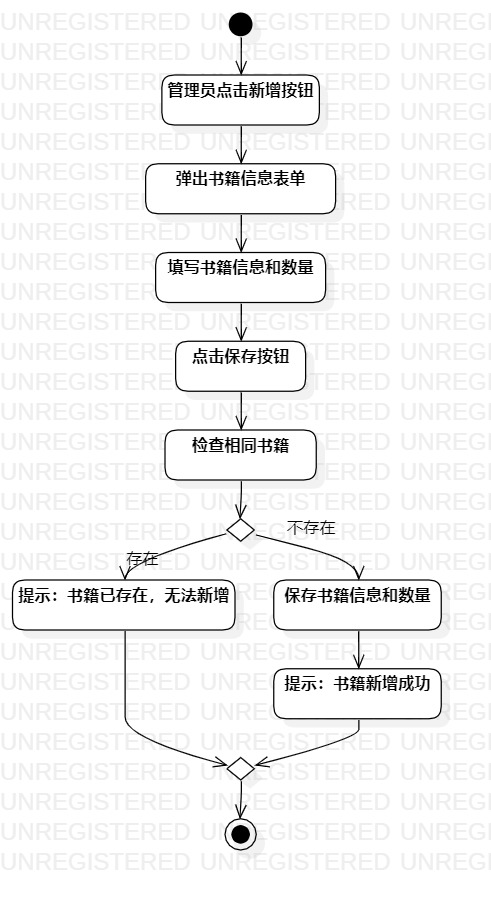 UNREGISTERED
管理员点击新增按钮
弹出书籍信息表单
填写书籍信息和数量
点击保存按钮
检查相同书籍
不存在
存在
提示：书籍已存在，无法新增
保存书籍信息和数量
提示：书籍新增成功